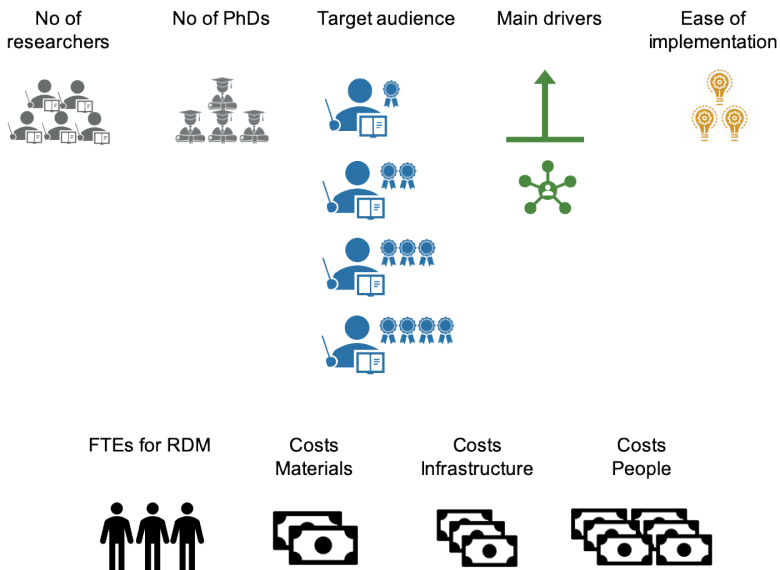 No of
researchers
No of PhDs
Target audience
Main drivers
Ease of
implementation
FTEs for RDM
Costs
Materials
Costs
Infrastructure
Costs
People